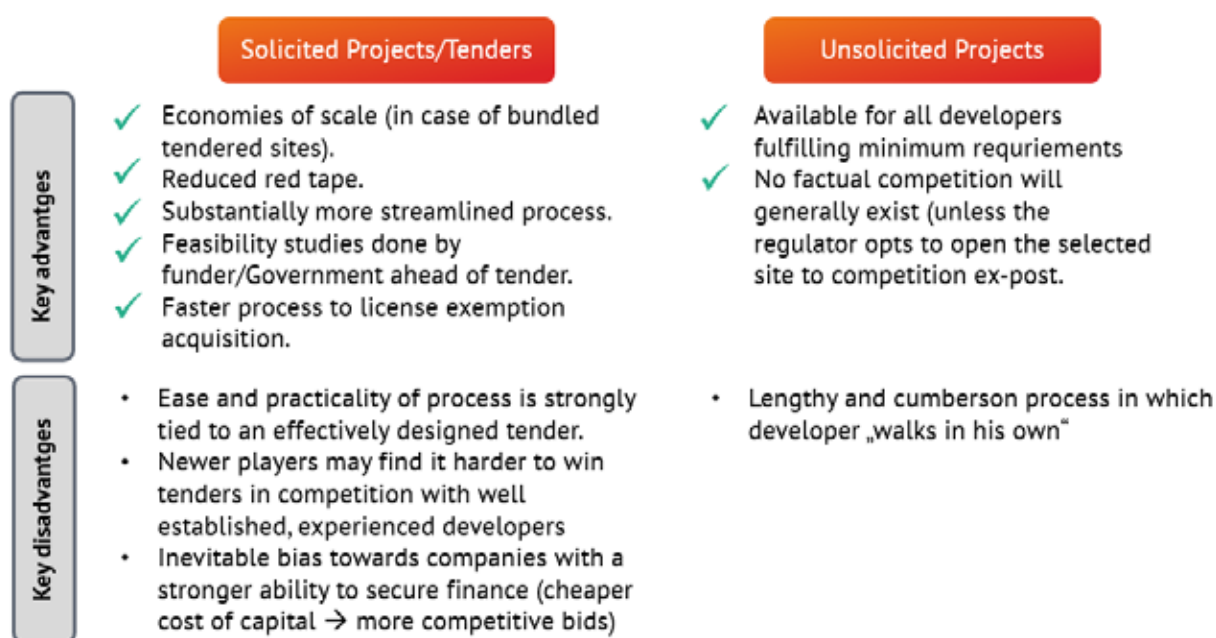 Solicited Projects/Tenders
Unsolicited Projects
Key advantges
Economies of scale (in case of bundled
tendered sites).
Reduced red tape.
Substantially more streamlined process.
Feasibility studies done by
funder/Government ahead of tender.
Faster process to license exemption
acquisition.
Available for all developers
fulfilling minimum requriements
No factual competition will
generally exist (unless the
regulator opts to open the selected
site to competition ex-post.
Key disadvantges
• Ease and practicality of process is strongly
tied to an effectively designed tender.
• Newer players may find it harder to win
tenders in competition with well
established, experienced developers
• Inevitable bias towards companies with a
stronger ability to secure finance (cheaper
cost of capital → more competitive bids)
• Lengthy and cumberson process in which
developer „walks in his own“